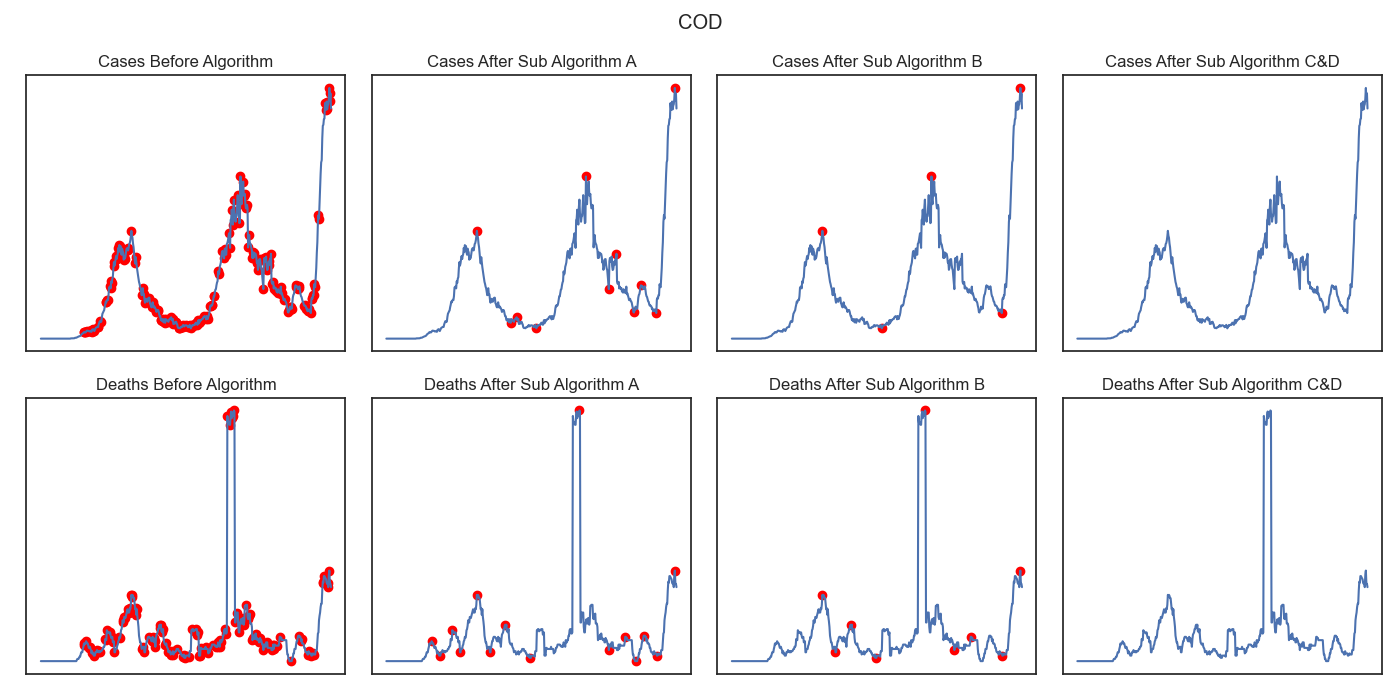 COD
Cases Before Algorithm
Cases After Sub Algorithm A
Cases After Sub Algorithm B
Cases After Sub Algorithm C&D
Deaths Before Algorithm
Deaths After Sub Algorithm A
Deaths After Sub Algorithm B
Deaths After Sub Algorithm C&D